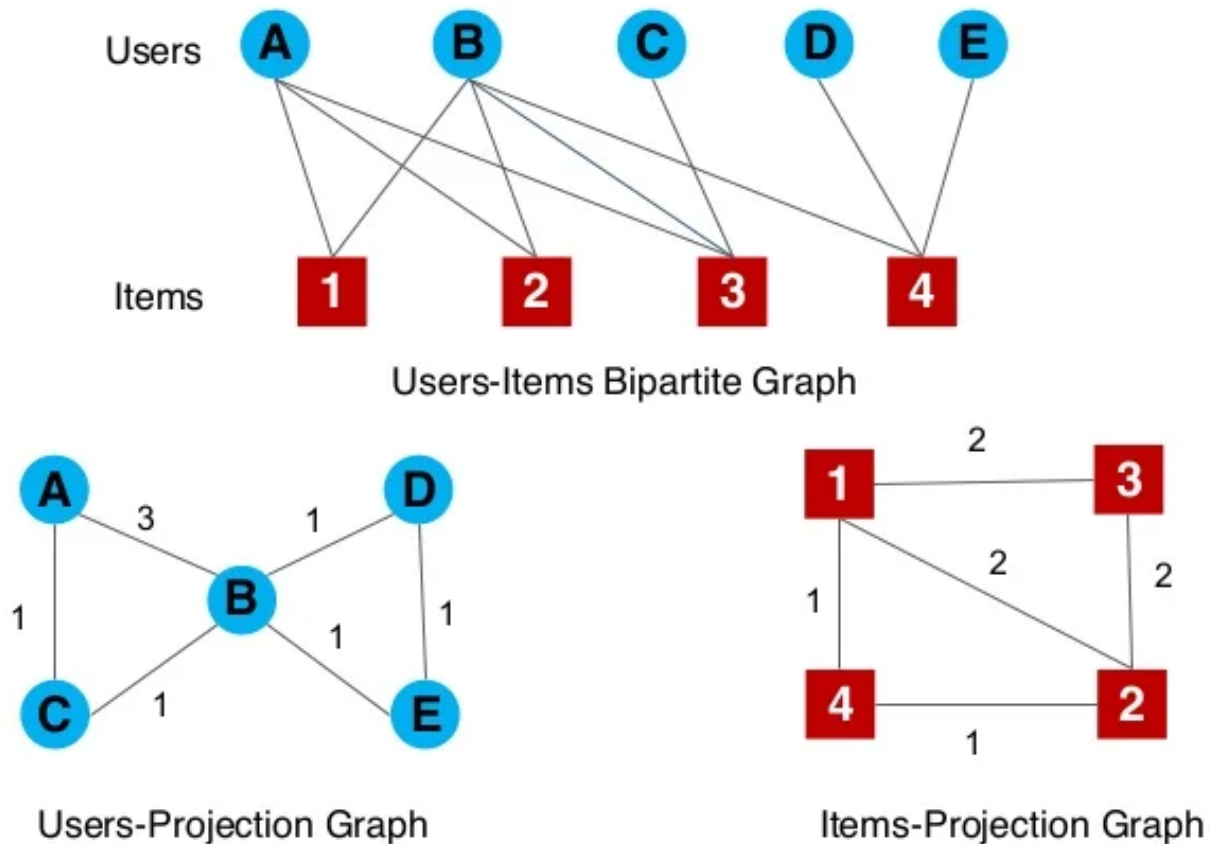 Users A B C D E
Items 1 2 3 4
Users-Items Bipartite Graph
A D
3 1
B
1 1 1
1
C E
Users-Projection Graph
2
1 3
2 2
1
4 2
1
Items-Projection Graph